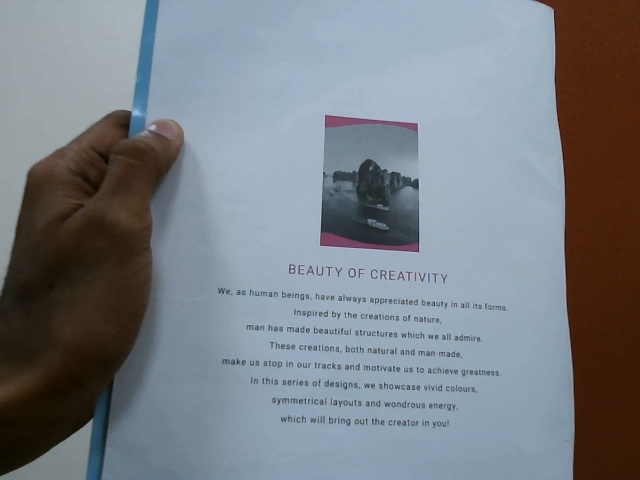 BEAUTY OF CREATIVITY
We, as human beings, have always appreciated beauty in all its forms.
Inspired by the creations of nature,
man has made beautiful structures which we all admire.
These creations, both natural and man-made,
make us stop in our tracks and motivate us to achieve greatness.
In this series of designs, we showcase vivid colours,
symmetrical layouts and wondrous energy,
which will bring out the creator in you!